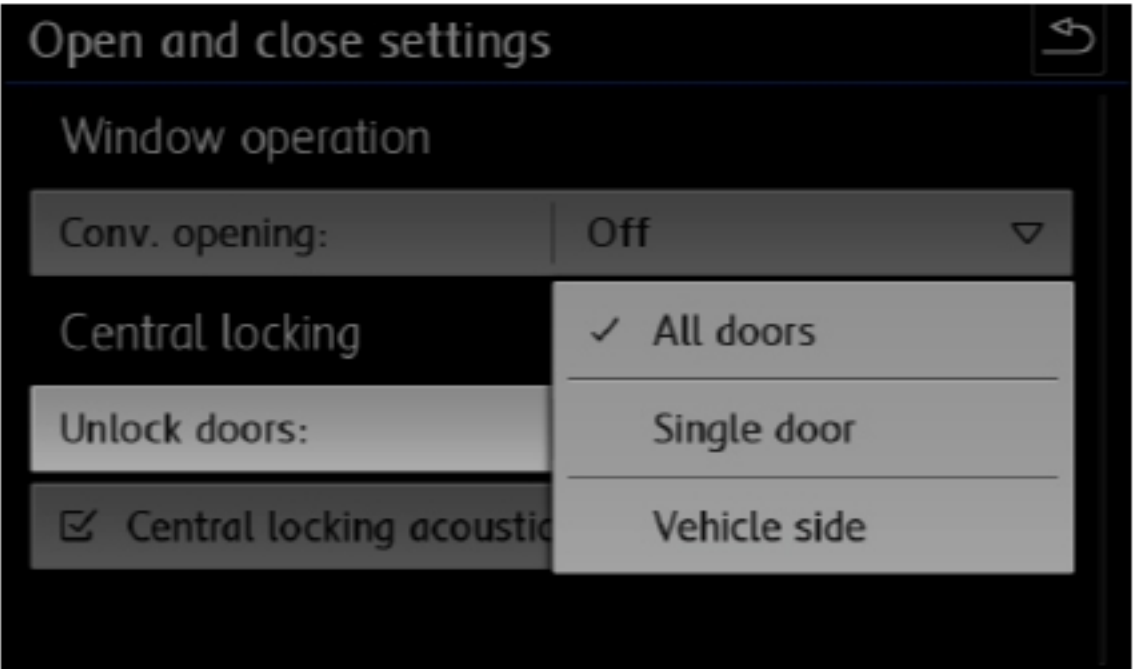 Open and close settings
Window operation
Conv. opening: Off
Central locking
All doors
Unlock doors:
Single door
Central locking acoustic
Vehicle side